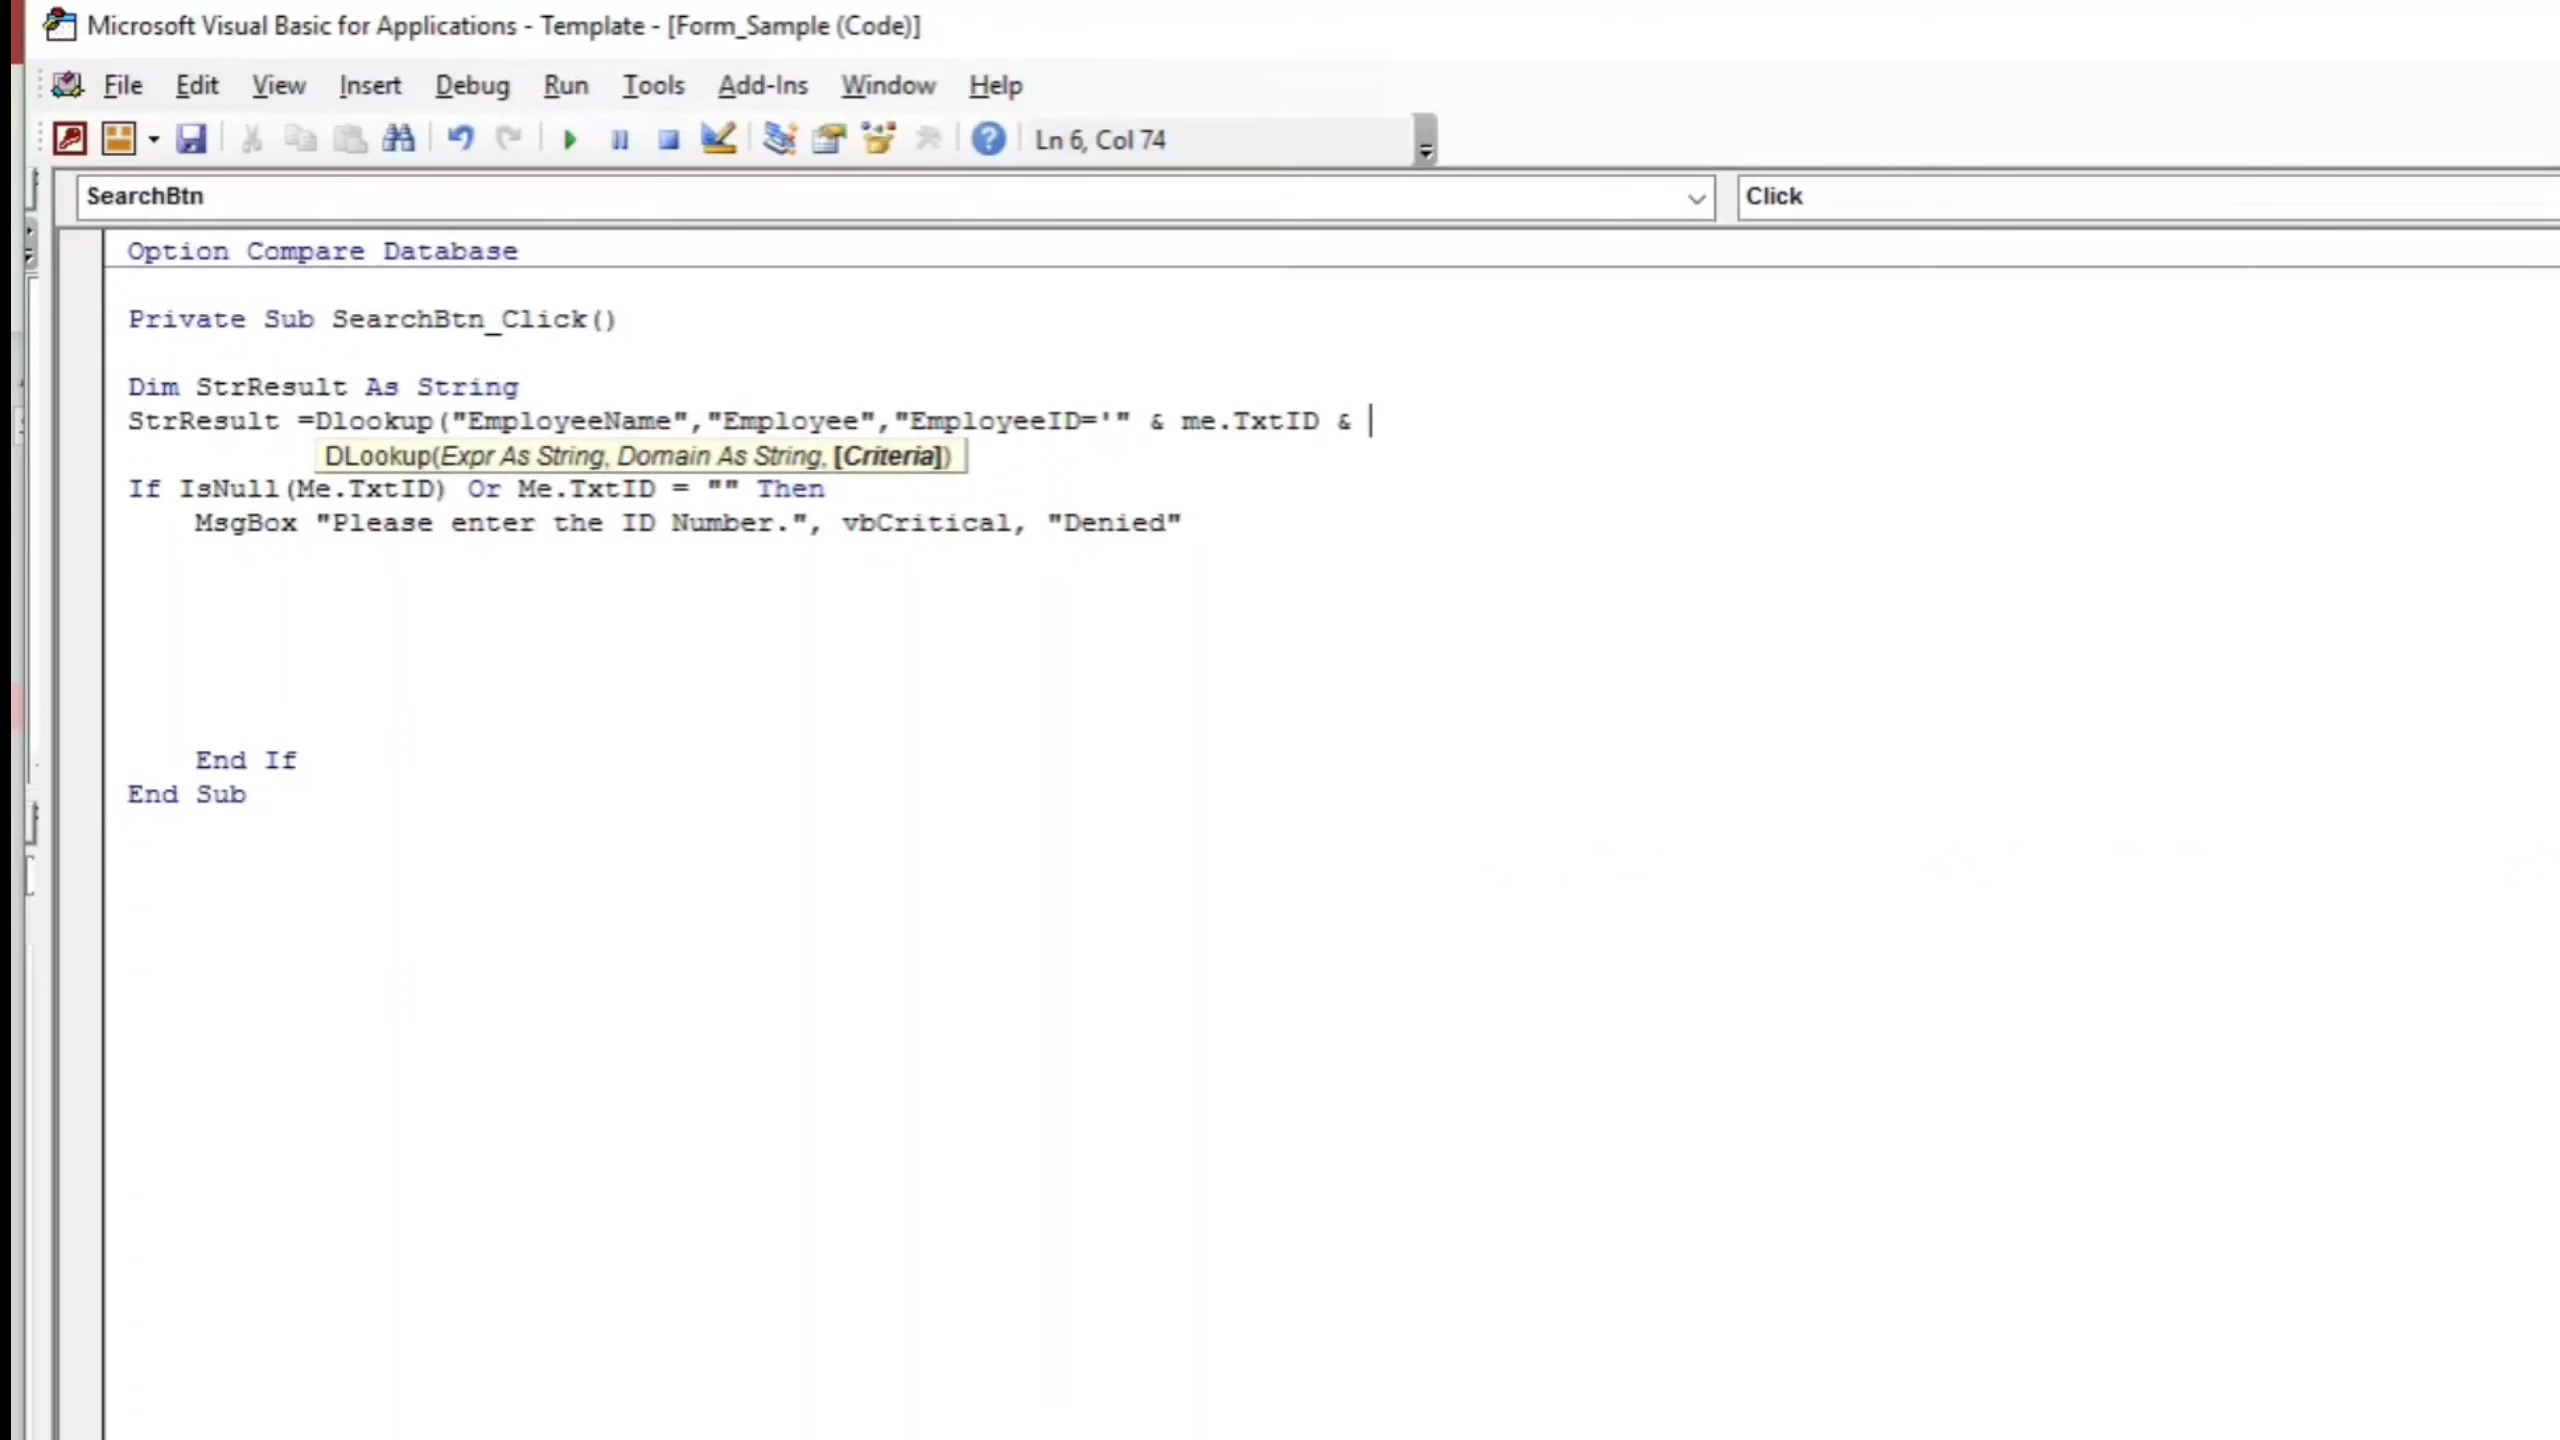 Microsoft Visual Basic for Applications - Template - [Form_Sample (Code)]
File Edit View Insert Debug Run Tools Add-Ins Window Help
Ln 6, Col 74
SearchBtn Click
Option Compare Database
Private Sub SearchBtn_Click()
Dim StrResult As String
StrResult =Dlookup("EmployeeName","Employee","EmployeeID='" & me.TxtID &
DLookup(Expr As String, Domain As String, [Criteria])
If IsNull(Me.TxtID) Or Me.TxtID = "" Then
MsgBox "Please enter the ID Number.", vbCritical, "Denied"
End If
End Sub